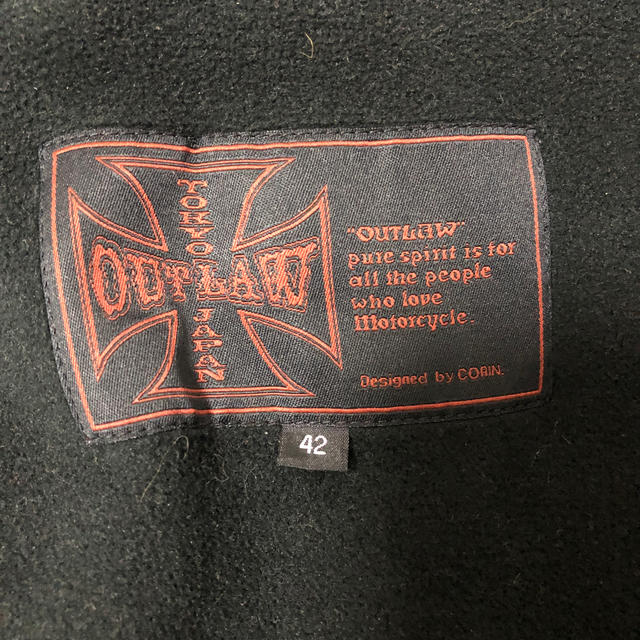 TOKYO
OUTLAW
JAPAN
"OUTLAW"
pure spirit is for
all the people
who love
Motorcycle.
Designed by CORIN.
42